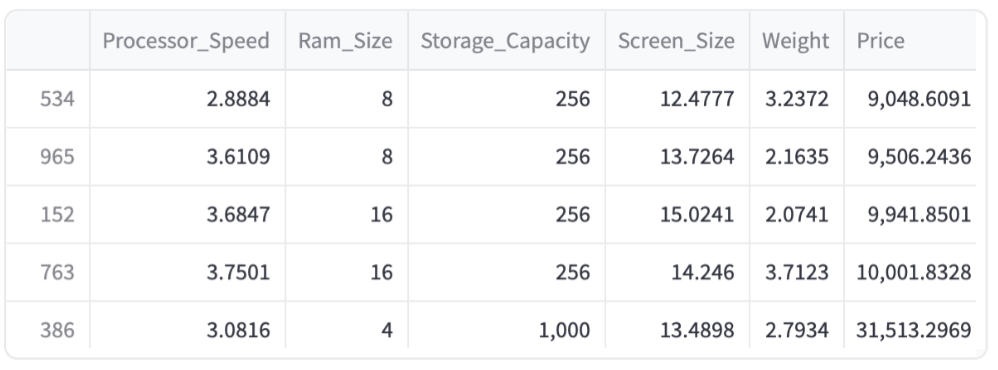 Processor_Speed Ram_Size Storage_Capacity Screen_Size Weight Price
534 2.8884 8 256 12.4777 3.2372 9,048.6091
965 3.6109 8 256 13.7264 2.1635 9,506.2436
152 3.6847 16 256 15.0241 2.0741 9,941.8501
763 3.7501 16 256 14.246 3.7123 10,001.8328
386 3.0816 4 1,000 13.4898 2.7934 31,513.2969